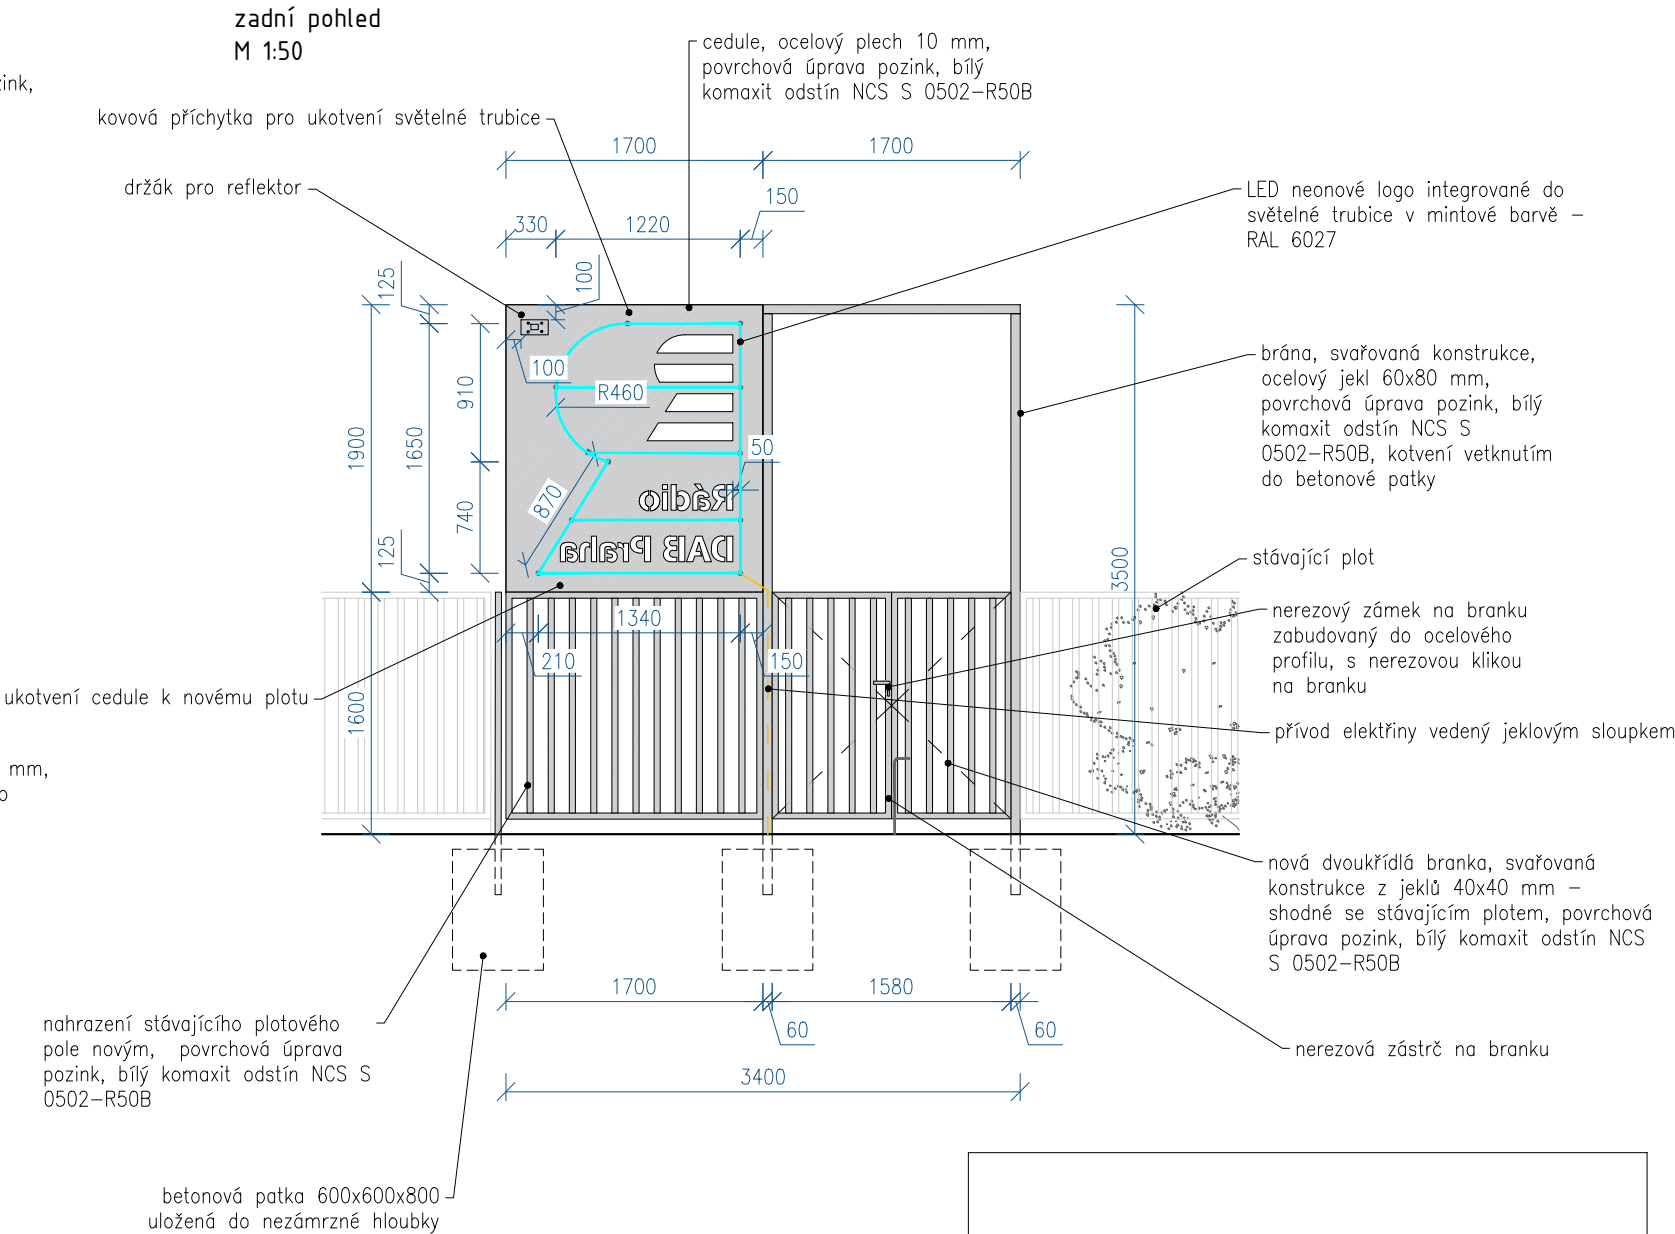 zadní pohled
M 1:50
zink,
cedule, ocelový plech 10 mm,
povrchová úprava pozink, bílý
komaxit odstín NCS S 0502-R50B
kovová příchytka pro ukotvení světelné trubice
držák pro reflektor
1700
1700
150
330
1220
LED neonové logo integrované do
světelné trubice v mintové barvě -
RAL 6027
125
100
100
R460
910
1900
1650
50
870
740
125
Rádio
DAB Praha
brána, svařovaná konstrukce,
ocelový jekl 60x80 mm,
povrchová úprava pozink, bílý
komaxit odstín NCS S
0502-R50B, kotvení vetknutím
do betonové patky
3500
stávající plot
1340
210
150
nerezový zámek na branku
zabudovaný do ocelového
profilu, s nerezovou klikou
na branku
ukotvení cedule k novému plotu
1600
přívod elektřiny vedený jeklovým sloupkem
mm,
o
nová dvoukřídlá branka, svařovaná
konstrukce z jeklů 40x40 mm -
shodné se stávajícím plotem, povrchová
úprava pozink, bílý komaxit odstín NCS
S 0502-R50B
1700
1580
60
60
nahrazení stávajícího plotového
pole novým, povrchová úprava
pozink, bílý komaxit odstín NCS S
0502-R50B
nerezová zástrč na branku
3400
betonová patka 600x600x800
uložená do nezámrzné hloubky